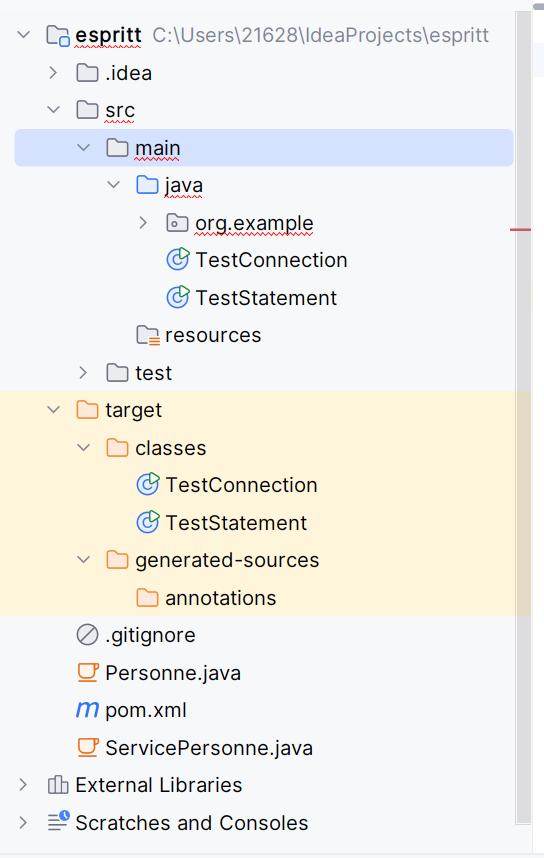 espritt C:\Users\21628\IdeaProjects\espritt
.idea
src
main
java
org.example
TestConnection
TestStatement
resources
test
target
classes
TestConnection
TestStatement
generated-sources
annotations
.gitignore
Personne.java
pom.xml
ServicePersonne.java
External Libraries
Scratches and Consoles